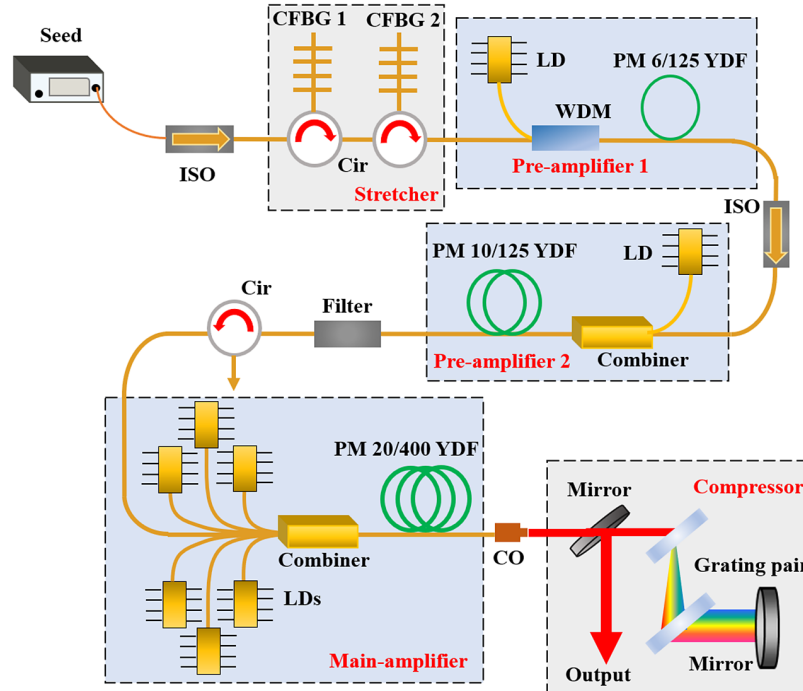 Seed
CFBG 1
CFBG 2
LD
PM 6/125 YDF
WDM
ISO
Cir
Stretcher
Pre-amplifier 1
ISO
PM 10/125 YDF
LD
Cir
Filter
Pre-amplifier 2
Combiner
PM 20/400 YDF
Mirror
Compressor
Combiner
CO
Grating pair
LDs
Main-amplifier
Output
Mirror